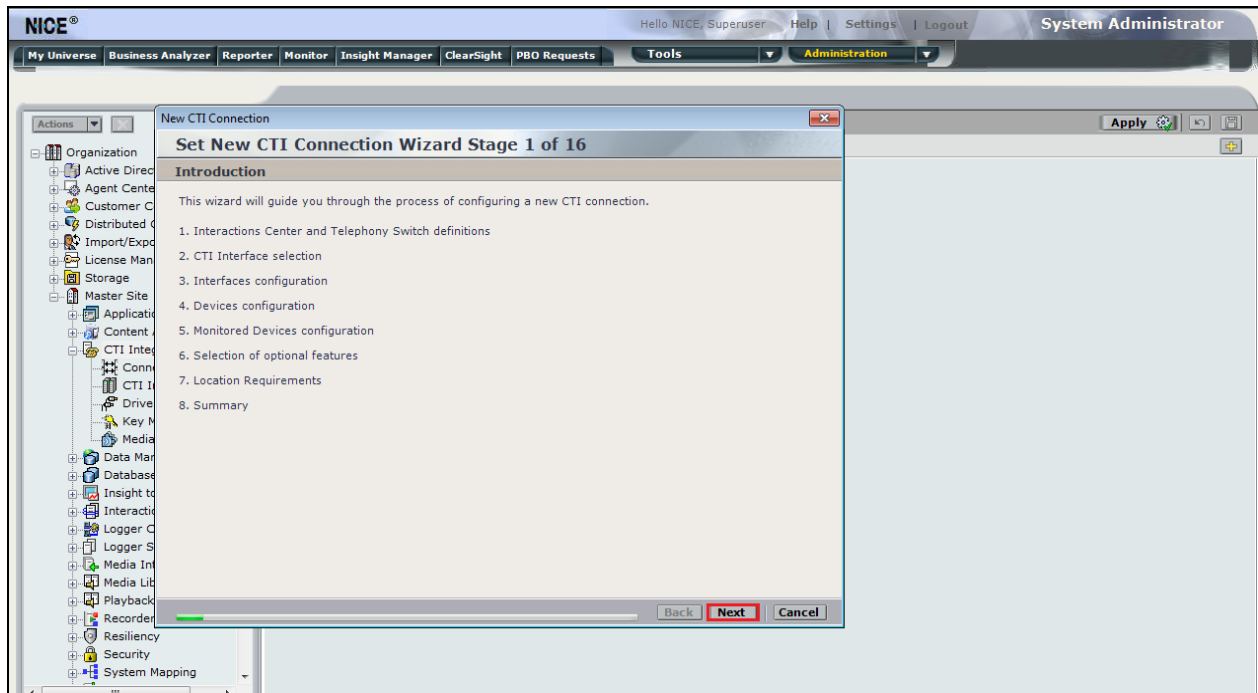 NICE®
Hello NICE, Superuser Help | Settings | Logout System Administrator
My Universe Business Analyzer Reporter Monitor Insight Manager ClearSight PBO Requests Tools Administration
Actions
Apply
New CTI Connection
Set New CTI Connection Wizard Stage 1 of 16
Introduction
This wizard will guide you through the process of configuring a new CTI connection.
1. Interactions Center and Telephony Switch definitions
2. CTI Interface selection
3. Interfaces configuration
4. Devices configuration
5. Monitored Devices configuration
6. Selection of optional features
7. Location Requirements
8. Summary
Back Next Cancel
Organization
Active Direc
Agent Cente
Customer C
Distributed
Import/Expo
License Man
Storage
Master Site
Applicatio
Content
CTI Integ
Conn
CTI I
Drive
Key M
Media
Data Mar
Database
Insight to
Interactio
Logger C
Logger S
Media Int
Media Lib
Playback
Recorder
Resiliency
Security
System Mapping